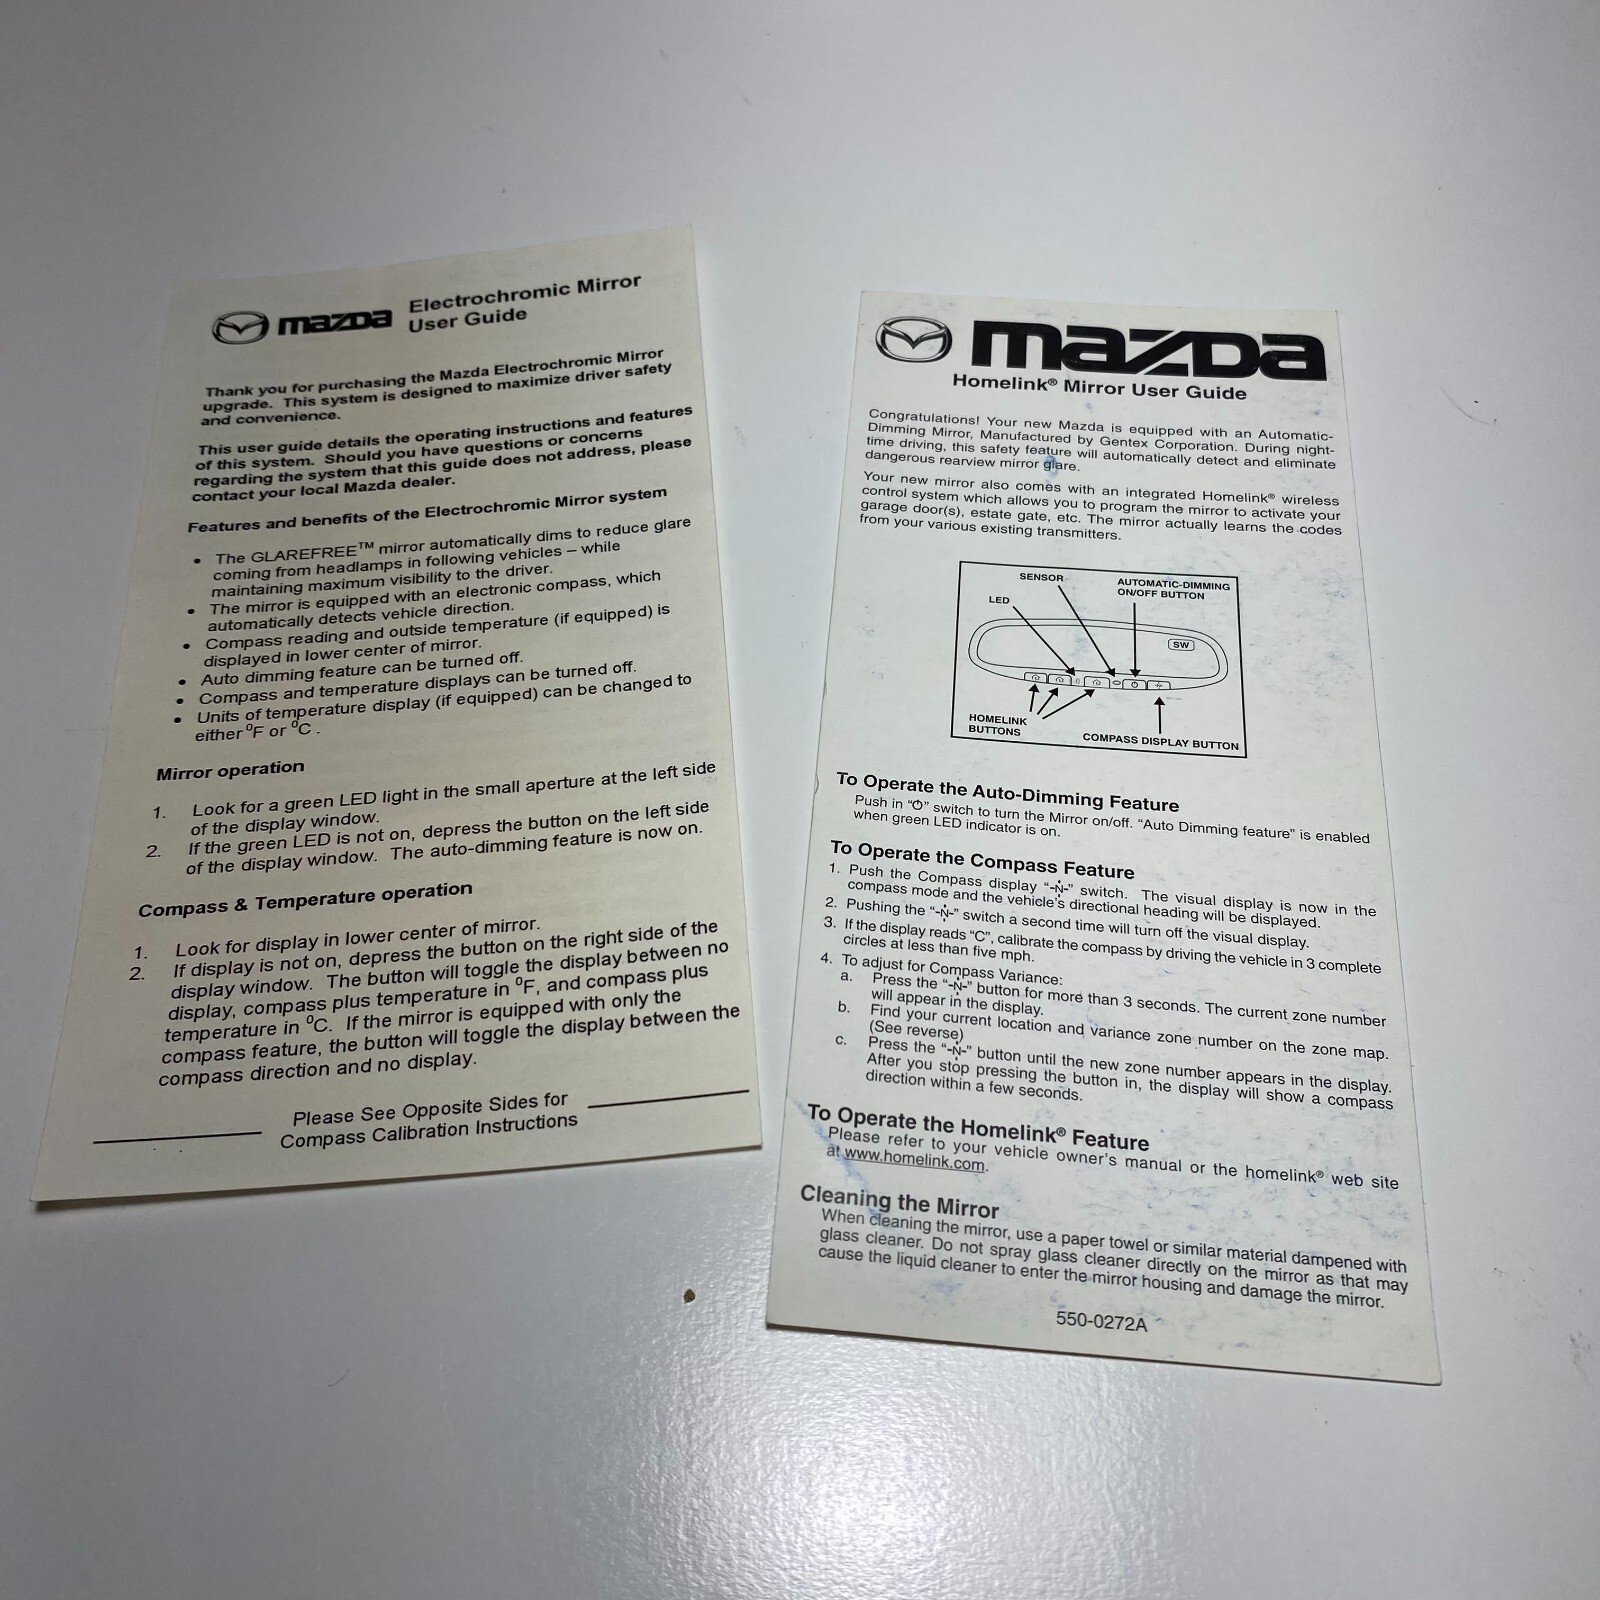 mazda Electrochromic Mirror
User Guide
Thank you for purchasing the Mazda Electrochromic Mirror
upgrade. This system is designed to maximize driver safety
and convenience.
This user guide details the operating instructions and features
of this system. Should you have questions or concerns
regarding the system that this guide does not address, please
contact your local Mazda dealer.
Features and benefits of the Electrochromic Mirror system
• The GLAREFREE™ mirror automatically dims to reduce glare
coming from headlamps in following vehicles – while
maintaining maximum visibility to the driver.
• The mirror is equipped with an electronic compass, which
automatically detects vehicle direction.
• Compass reading and outside temperature (if equipped) is
displayed in lower center of mirror.
• Auto dimming feature can be turned off.
• Compass and temperature displays can be turned off.
• Units of temperature display (if equipped) can be changed to
either ⁰F or ⁰C .
Mirror operation
1. Look for a green LED light in the small aperture at the left side
of the display window.
2. If the green LED is not on, depress the button on the left side
of the display window. The auto-dimming feature is now on.
Compass & Temperature operation
1. Look for display in lower center of mirror.
2. If display is not on, depress the button on the right side of the
display window. The button will toggle the display between no
display, compass plus temperature in ⁰F, and compass plus
temperature in ⁰C. If the mirror is equipped with only the
compass feature, the button will toggle the display between the
compass direction and no display.
Please See Opposite Sides for
Compass Calibration Instructions
mazda
Homelink® Mirror User Guide
Congratulations! Your new Mazda is equipped with an Automatic-
Dimming Mirror, Manufactured by Gentex Corporation. During night-
time driving, this safety feature will automatically detect and eliminate
dangerous rearview mirror glare.
Your new mirror also comes with an integrated Homelink® wireless
control system which allows you to program the mirror to activate your
garage door(s), estate gate, etc. The mirror actually learns the codes
from your various existing transmitters.
SENSOR
AUTOMATIC-DIMMING
ON/OFF BUTTON
LED
SW
HOMELINK
BUTTONS
COMPASS DISPLAY BUTTON
To Operate the Auto-Dimming Feature
Push in "⏻" switch to turn the Mirror on/off. "Auto Dimming feature" is enabled
when green LED indicator is on.
To Operate the Compass Feature
1. Push the Compass display "-N-" switch. The visual display is now in the
compass mode and the vehicle's directional heading will be displayed.
2. Pushing the "-N-" switch a second time will turn off the visual display.
3. If the display reads "C", calibrate the compass by driving the vehicle in 3 complete
circles at less than five mph.
4. To adjust for Compass Variance:
a. Press the "-N-" button for more than 3 seconds. The current zone number
will appear in the display.
b. Find your current location and variance zone number on the zone map.
(See reverse)
c. Press the "-N-" button until the new zone number appears in the display.
After you stop pressing the button in, the display will show a compass
direction within a few seconds.
To Operate the Homelink® Feature
Please refer to your vehicle owner's manual or the homelink® web site
at www.homelink.com.
Cleaning the Mirror
When cleaning the mirror, use a paper towel or similar material dampened with
glass cleaner. Do not spray glass cleaner directly on the mirror as that may
cause the liquid cleaner to enter the mirror housing and damage the mirror.
550-0272A